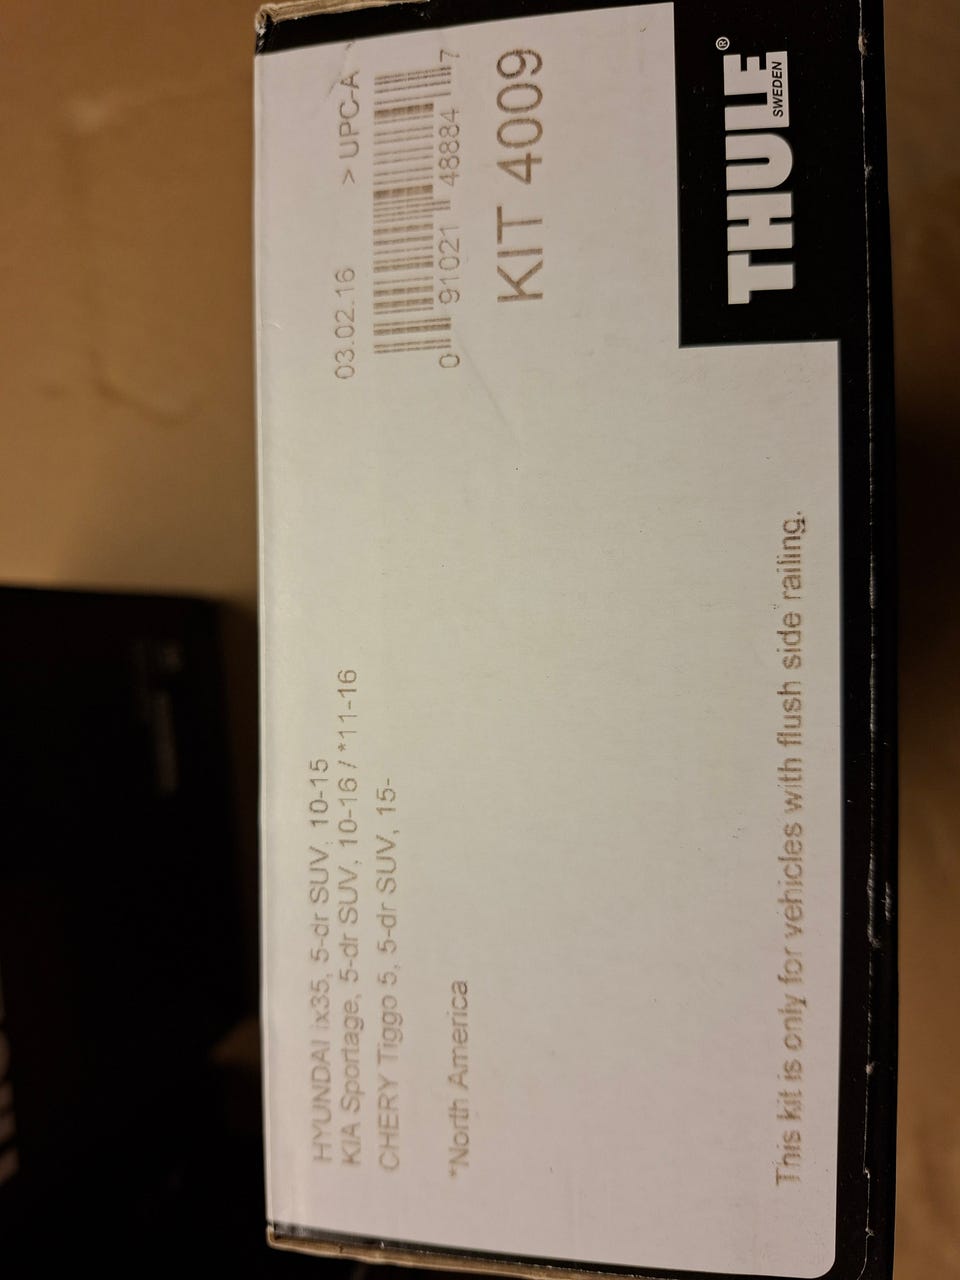 HYUNDAI ix35, 5-dr SUV, 10-15
KIA Sportage, 5-dr SUV, 10-16 / *11-16
CHERY Tiggo 5, 5-dr SUV, 15-
*North America
This kit is only for vehicles with flush side railing.
03.02.16 > UPC-A
0 91021 48884 7
KIT 4009
THULE®
SWEDEN